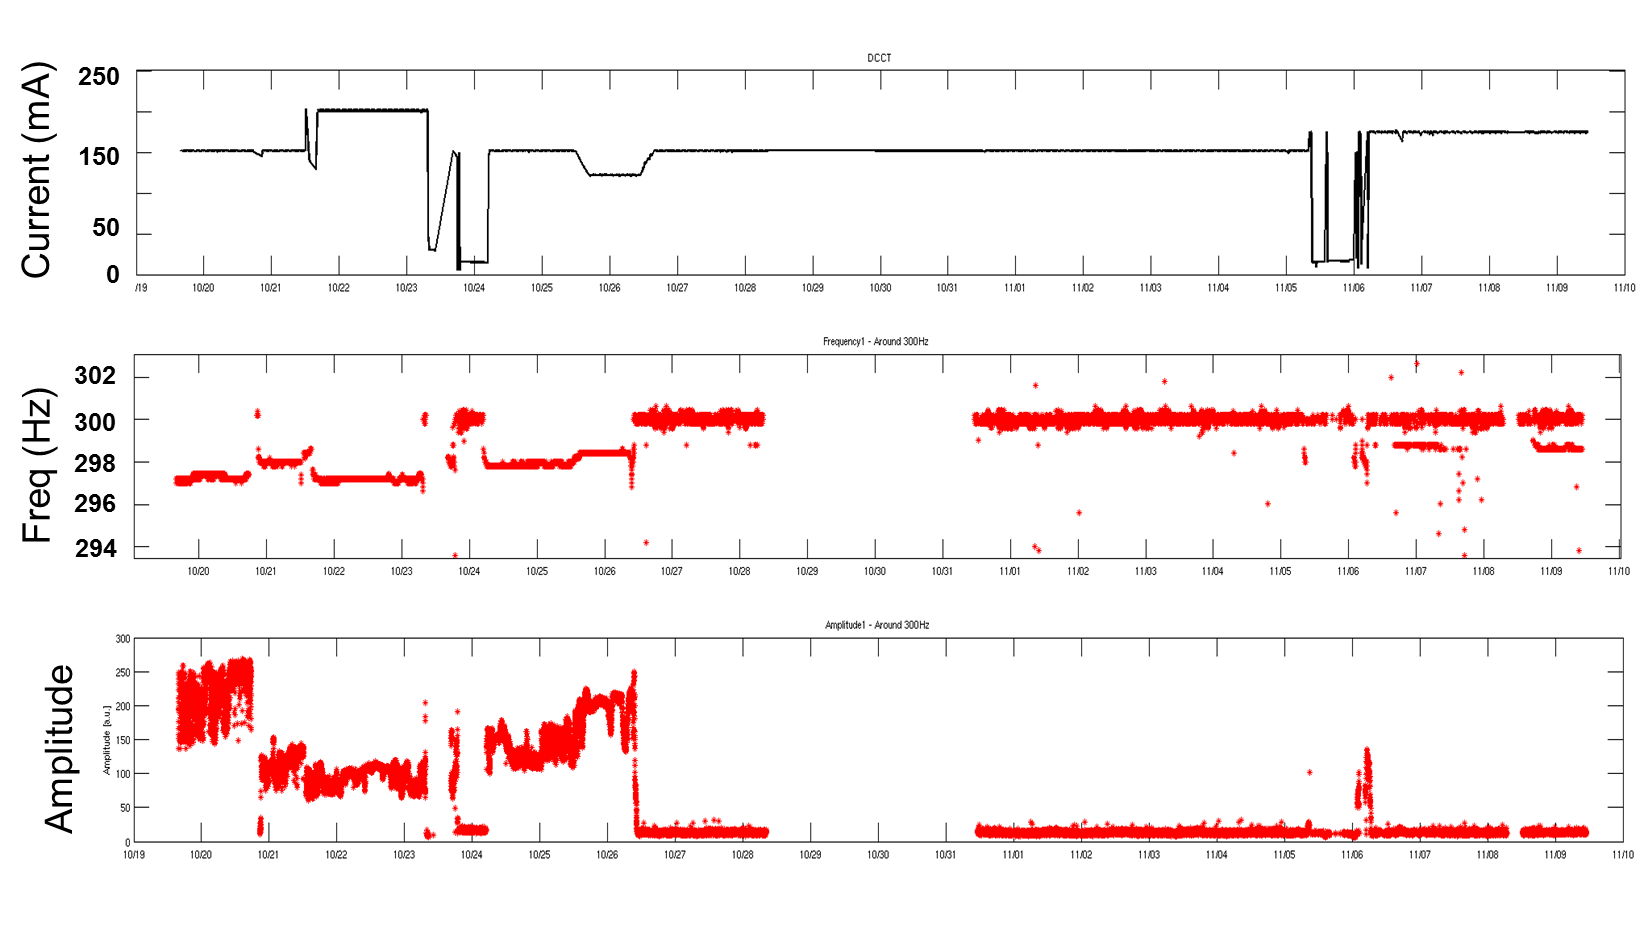 DCCT
Current (mA)
250
150
50
0
/19 10/20 10/21 10/22 10/23 10/24 10/25 10/26 10/27 10/28 10/29 10/30 10/31 11/01 11/02 11/03 11/04 11/05 11/06 11/07 11/08 11/09 11/10
Frequency1 - Around 300Hz
Freq (Hz)
302
300
298
296
294
10/20 10/21 10/22 10/23 10/24 10/25 10/26 10/27 10/28 10/29 10/30 10/31 11/01 11/02 11/03 11/04 11/05 11/06 11/07 11/08 11/09 11/10
Amplitude1 - Around 300Hz
Amplitude
Amplitude [a.u.]
300
250
200
150
100
50
0
10/19 10/20 10/21 10/22 10/23 10/24 10/25 10/26 10/27 10/28 10/29 10/30 10/31 11/01 11/02 11/03 11/04 11/05 11/06 11/07 11/08 11/09 11/10